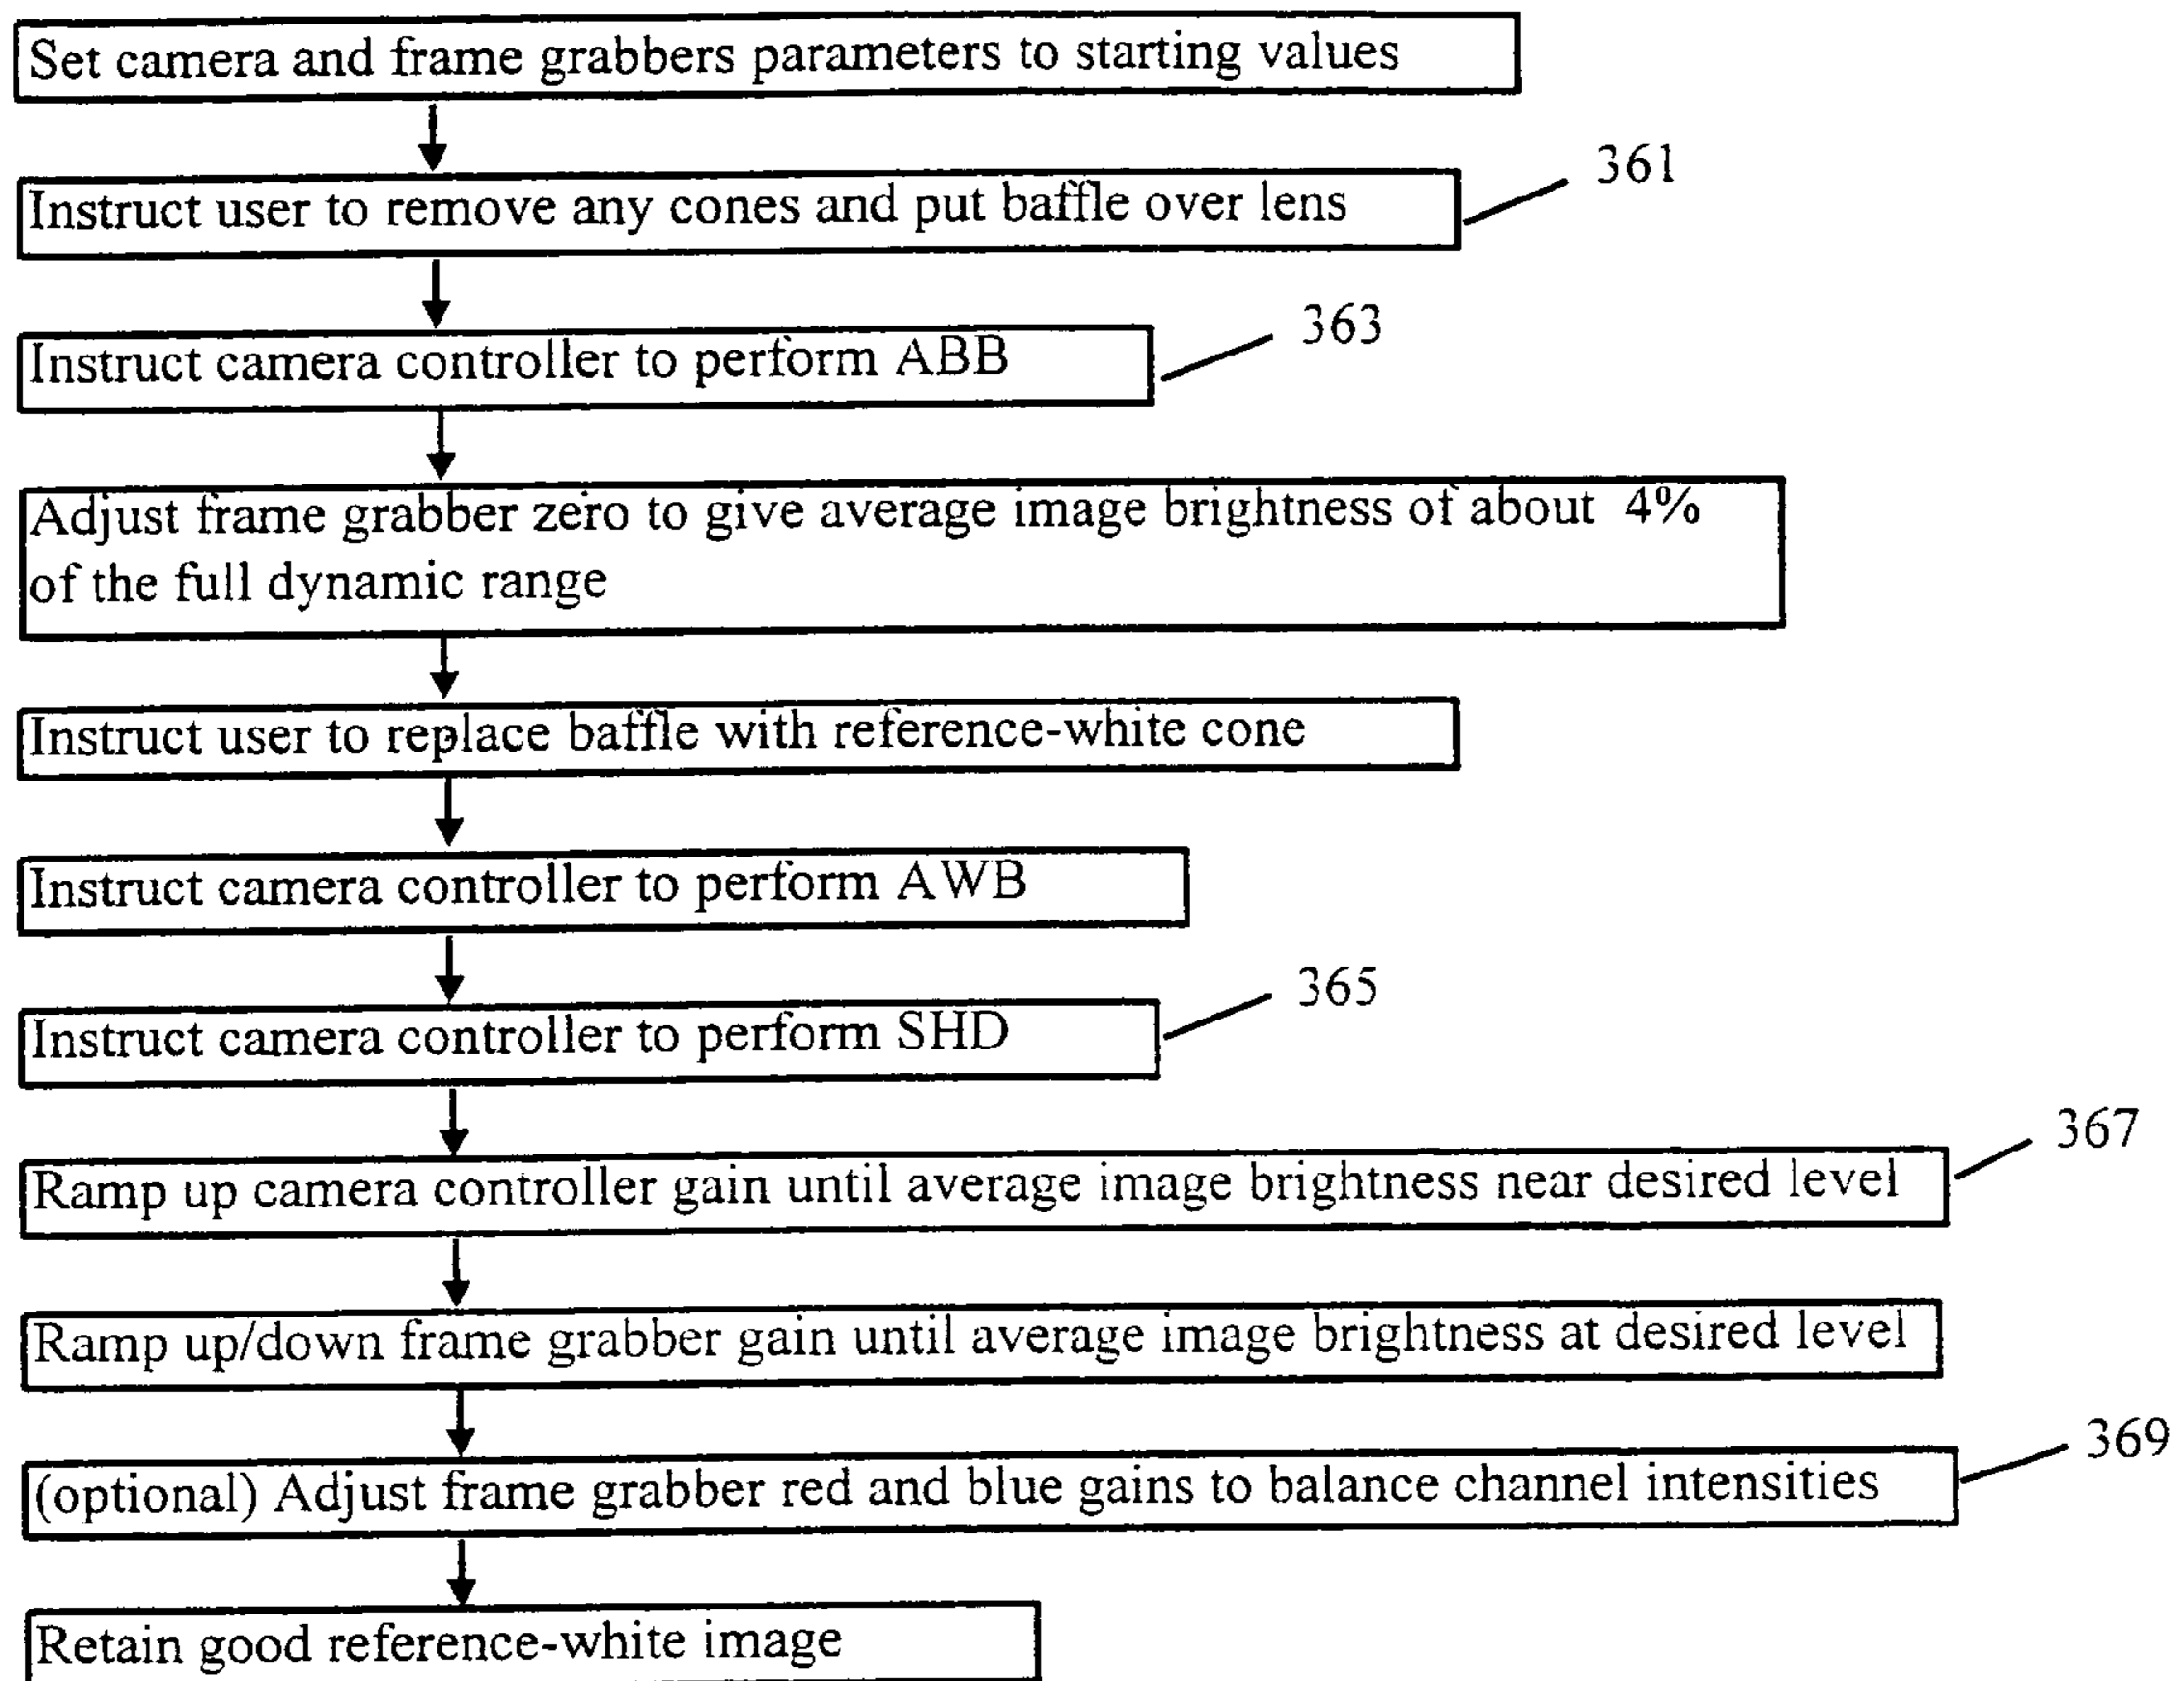 Set camera and frame grabbers parameters to starting values
361
Instruct user to remove any cones and put baffle over lens
363
Instruct camera controller to perform ABB
Adjust frame grabber zero to give average image brightness of about 4%
of the full dynamic range
Instruct user to replace baffle with reference-white cone
Instruct camera controller to perform AWB
365
Instruct camera controller to perform SHD
367
Ramp up camera controller gain until average image brightness near desired level
Ramp up/down frame grabber gain until average image brightness at desired level
369
(optional) Adjust frame grabber red and blue gains to balance channel intensities
Retain good reference-white image